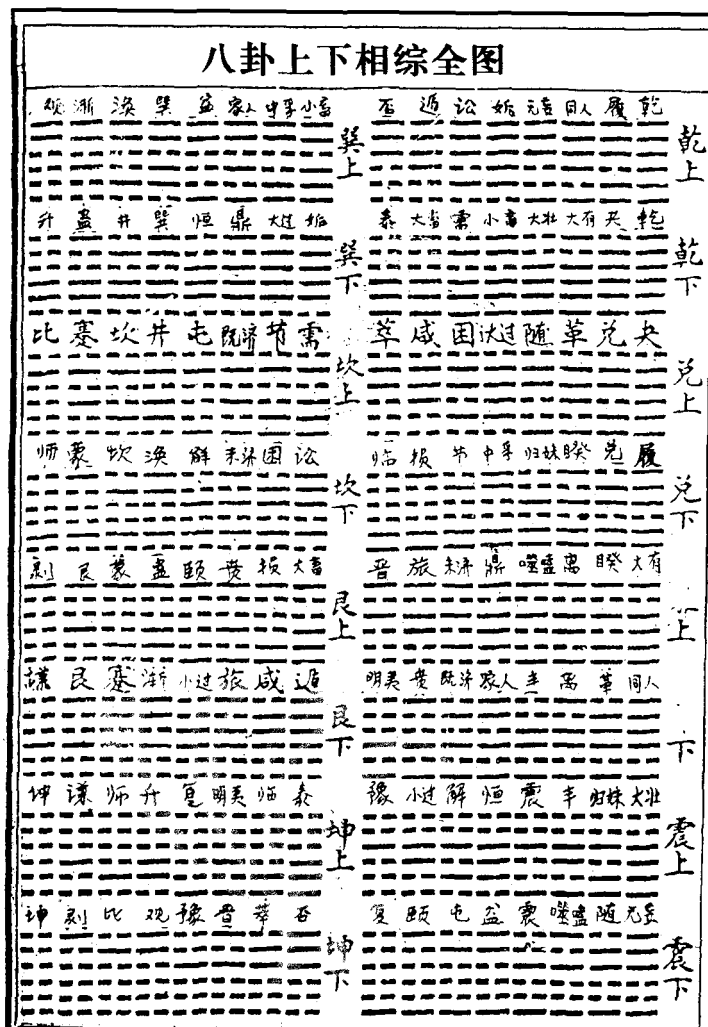 八卦上下相综全图
观 渐 涣 巽 益 家人 中孚 小畜 否 遁 讼 姤 无妄 同人 履 乾
巽上 乾上
升 蛊 井 巽 恒 鼎 大过 姤 泰 大畜 需 小畜 大壮 大有 夬 乾
巽下 乾下
比 蹇 坎 井 屯 既济 节 需 萃 咸 困 大过 随 革 兑 夬
坎上 兑上
师 蒙 坎 涣 解 未济 困 讼 临 损 节 中孚 归妹 睽 兑 履
坎下 兑下
剥 艮 蒙 蛊 颐 贲 损 大畜 晋 旅 未济 鼎 噬嗑 离 睽 大有
艮上 上
谦 艮 蹇 渐 小过 旅 咸 遁 明夷 贲 既济 家人 丰 离 革 同人
艮下 下
坤 谦 师 升 复 明夷 临 泰 豫 小过 解 恒 震 丰 归妹 大壮
坤上 震上
坤 剥 比 观 豫 晋 萃 否 复 颐 屯 益 震 噬嗑 随 无妄
坤下 震下